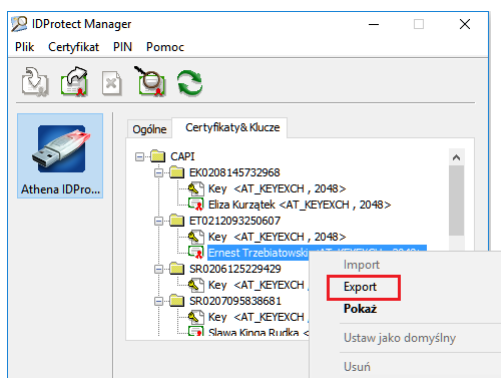 IDProtect Manager
Plik Certyfikat PIN Pomoc
Ogólne Certyfikaty&Klucze
Athena IDPro...
CAPI
EK0208145732968
Key <AT_KEYEXCH , 2048>
Eliza Kurzątek <AT_KEYEXCH , 2048>
ET0212093250607
Key <AT_KEYEXCH , 2048>
Ernest Trzebiatowski <AT_KEYEXCH , 2048>
SR0206125229429
Key <AT_KEYEXCH ,
SR0207095838681
Key <AT_KEYEXCH ,
Slawa Kinga Rudka <
Import
Export
Pokaż
Ustaw jako domyślny
Usuń